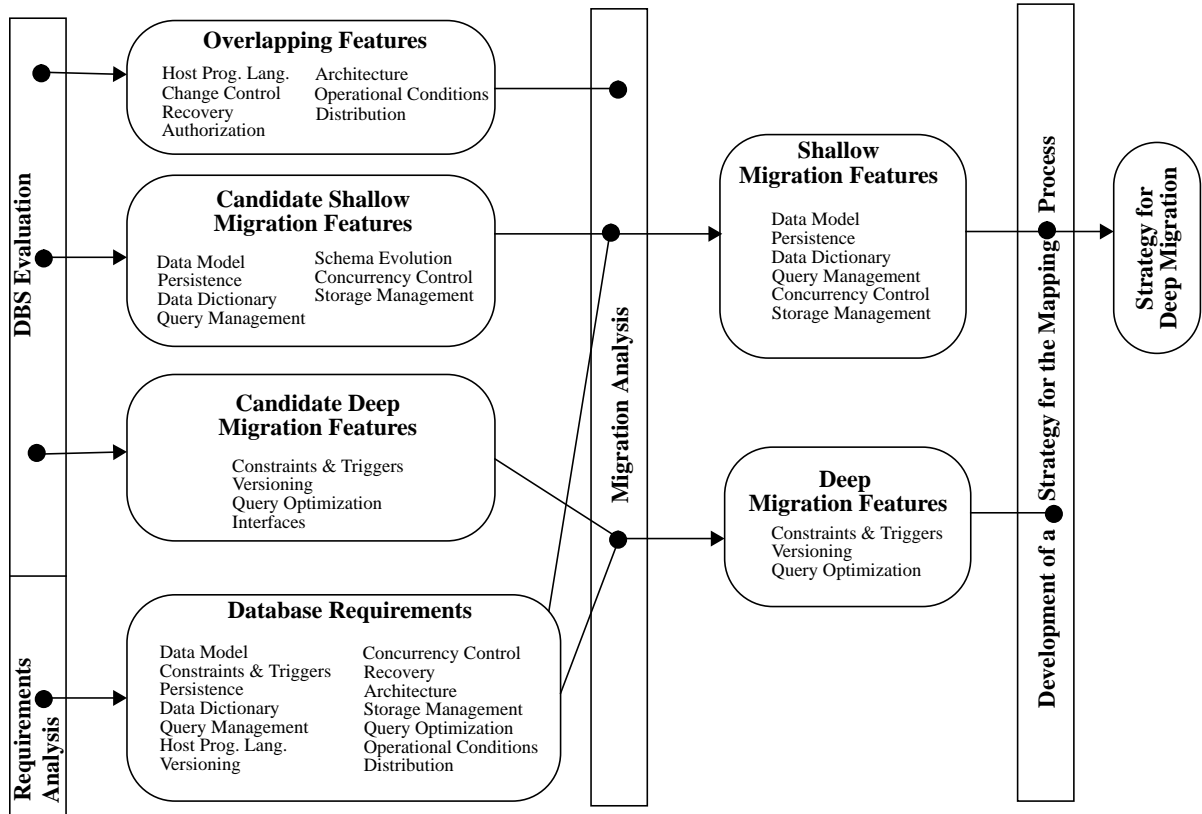 DBS Evaluation
Requirements
Analysis
Overlapping Features
Host Prog. Lang.
Change Control
Recovery
Authorization
Architecture
Operational Conditions
Distribution
Candidate Shallow
Migration Features
Data Model
Persistence
Data Dictionary
Query Management
Schema Evolution
Concurrency Control
Storage Management
Candidate Deep
Migration Features
Constraints & Triggers
Versioning
Query Optimization
Interfaces
Database Requirements
Data Model
Constraints & Triggers
Persistence
Data Dictionary
Query Management
Host Prog. Lang.
Versioning
Concurrency Control
Recovery
Architecture
Storage Management
Query Optimization
Operational Conditions
Distribution
Migration Analysis
Shallow
Migration Features
Data Model
Persistence
Data Dictionary
Query Management
Concurrency Control
Storage Management
Deep
Migration Features
Constraints & Triggers
Versioning
Query Optimization
Development of a Strategy for the Mapping Process
Strategy for
Deep Migration